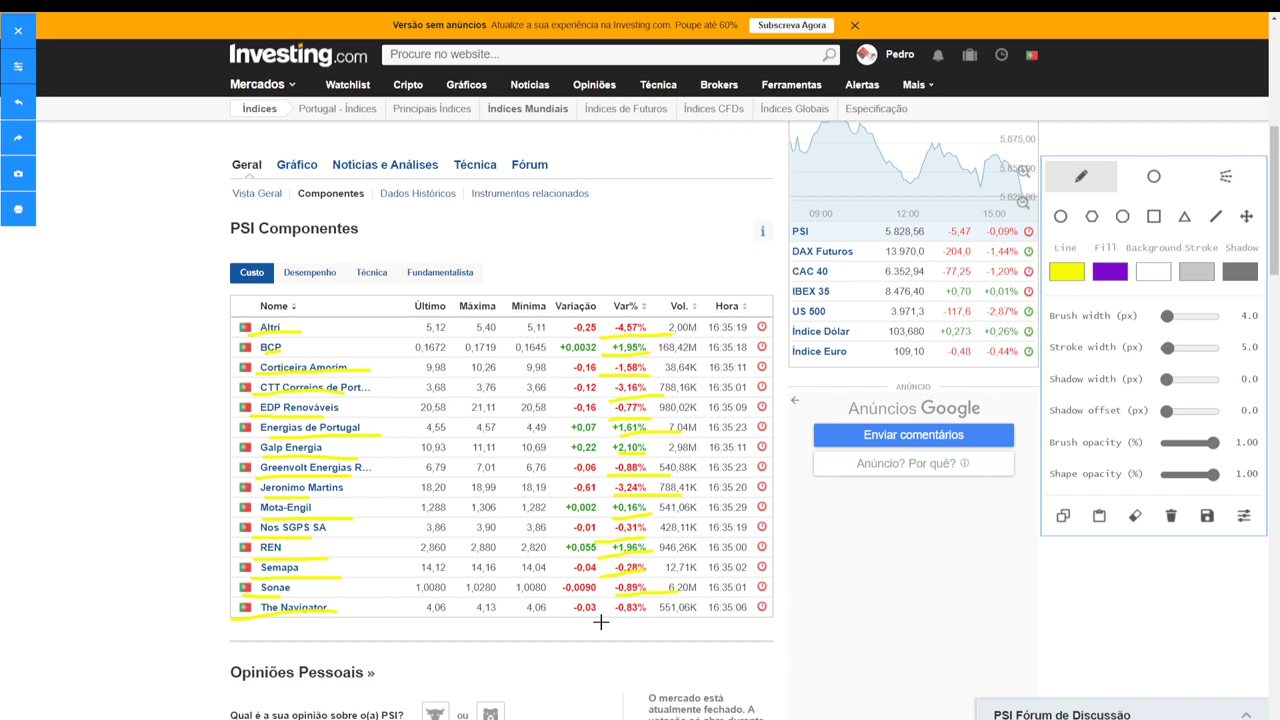 Versão sem anúncios. Atualize a sua experiência na Investing.com. Poupe até 60% Subscreva Agora
Investing.com Procure no website... Pedro
Mercados Watchlist Cripto Gráficos Notícias Opiniões Técnica Brokers Ferramentas Alertas Mais
Índices Portugal - Índices Principais Índices Índices Mundiais Índices de Futuros Índices CFDs Índices Globais Especificação
Geral Gráfico Notícias e Análises Técnica Fórum
Vista Geral Componentes Dados Históricos Instrumentos relacionados
PSI Componentes
Custo Desempenho Técnica Fundamentalista
Nome Último Máxima Mínima Variação Var% Vol. Hora
Altri 5,12 5,40 5,11 -0,25 -4,57% 2,00M 16:35:19
BCP 0,1672 0,1719 0,1645 +0,0032 +1,95% 168,42M 16:35:18
Corticeira Amorim 9,98 10,26 9,98 -0,16 -1,58% 38,64K 16:35:11
CTT Correios de Port... 3,68 3,76 3,66 -0,12 -3,16% 788,16K 16:35:01
EDP Renováveis 20,58 21,11 20,58 -0,16 -0,77% 980,02K 16:35:09
Energias de Portugal 4,55 4,57 4,49 +0,07 +1,61% 7,04M 16:35:23
Galp Energia 10,93 11,11 10,69 +0,22 +2,10% 2,98M 16:35:11
Greenvolt Energias R... 6,79 7,01 6,76 -0,06 -0,88% 540,88K 16:35:23
Jeronimo Martins 18,20 18,99 18,19 -0,61 -3,24% 788,41K 16:35:20
Mota-Engil 1,288 1,306 1,282 +0,002 +0,16% 541,06K 16:35:29
Nos SGPS SA 3,86 3,90 3,86 -0,01 -0,31% 428,11K 16:35:19
REN 2,860 2,880 2,820 +0,055 +1,96% 946,26K 16:35:00
Semapa 14,12 14,16 14,04 -0,04 -0,28% 12,71K 16:35:02
Sonae 1,0080 1,0280 1,0080 -0,0090 -0,89% 6,20M 16:35:01
The Navigator 4,06 4,13 4,06 -0,03 -0,83% 551,06K 16:35:06
Opiniões Pessoais »
Qual é a sua opinião sobre o(a) PSI? ou
O mercado está
atualmente fechado. A
5.875,00
5.850,00
5.825,00
09:00 12:00 15:00
PSI 5.828,56 -5,47 -0,09%
DAX Futuros 13.970,0 -204,0 -1,44%
CAC 40 6.352,94 -77,25 -1,20%
IBEX 35 8.476,40 +0,70 +0,01%
US 500 3.971,3 -117,6 -2,87%
Índice Dólar 103,680 +0,273 +0,26%
Índice Euro 109,10 -0,48 -0,44%
ANÚNCIO
Anúncios Google
Enviar comentários
Anúncio? Por quê?
PSI Fórum de Discussão
Line Fill Background Stroke Shadow
Brush width (px) 4.0
Stroke width (px) 5.0
Shadow width (px) 0.0
Shadow offset (px) 0.0
Brush opacity (%) 1.00
Shape opacity (%) 1.00